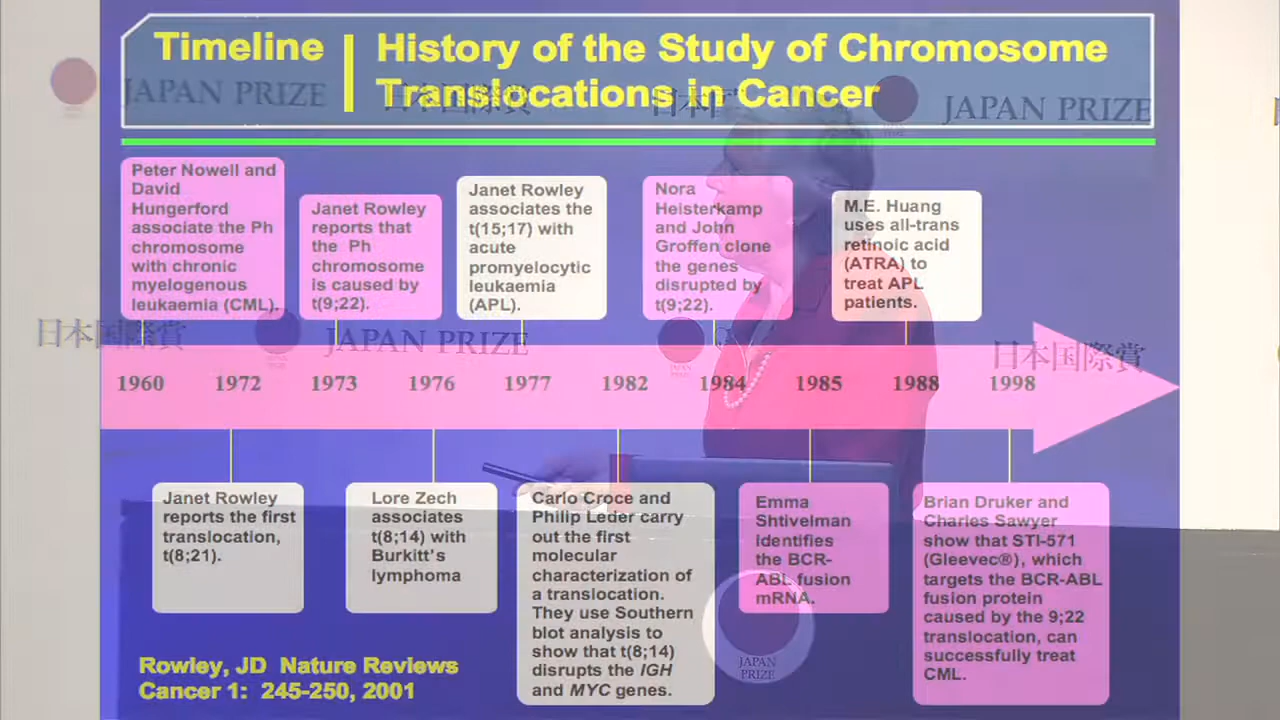 Timeline
History of the Study of Chromosome
Translocations in Cancer
JAPAN PRIZE
日本国際賞
日本国
JAPAN PRIZE
Peter Nowell and
David
Hungerford
associate the Ph
chromosome
with chronic
myelogenous
leukaemia (CML).
Janet Rowley
reports that
the Ph
chromosome
is caused by
t(9;22).
Janet Rowley
associates the
t(15;17) with
acute
promyelocytic
leukaemia
(APL).
Nora
Heisterkamp
and John
Groffen clone
the genes
disrupted by
t(9;22).
M.E. Huang
uses all-trans
retinoic acid
(ATRA) to
treat APL
patients.
日本国際賞
JAPAN PRIZE
日本国際賞
1960 1972 1973 1976 1977 1982 1984 1985 1988 1998
Janet Rowley
reports the first
translocation,
t(8;21).
Lore Zech
associates
t(8;14) with
Burkitt's
lymphoma
Carlo Croce and
Philip Leder carry
out the first
molecular
characterization of
a translocation.
They use Southern
blot analysis to
show that t(8;14)
disrupts the IGH
and MYC genes.
Emma
Shtivelman
identifies
the BCR-
ABL fusion
mRNA.
Brian Druker and
Charles Sawyer
show that STI-571
(Gleevec®), which
targets the BCR-ABL
fusion protein
caused by the 9;22
translocation, can
successfully treat
CML.
JAPAN
PRIZE
Rowley, JD Nature Reviews
Cancer 1: 245-250, 2001